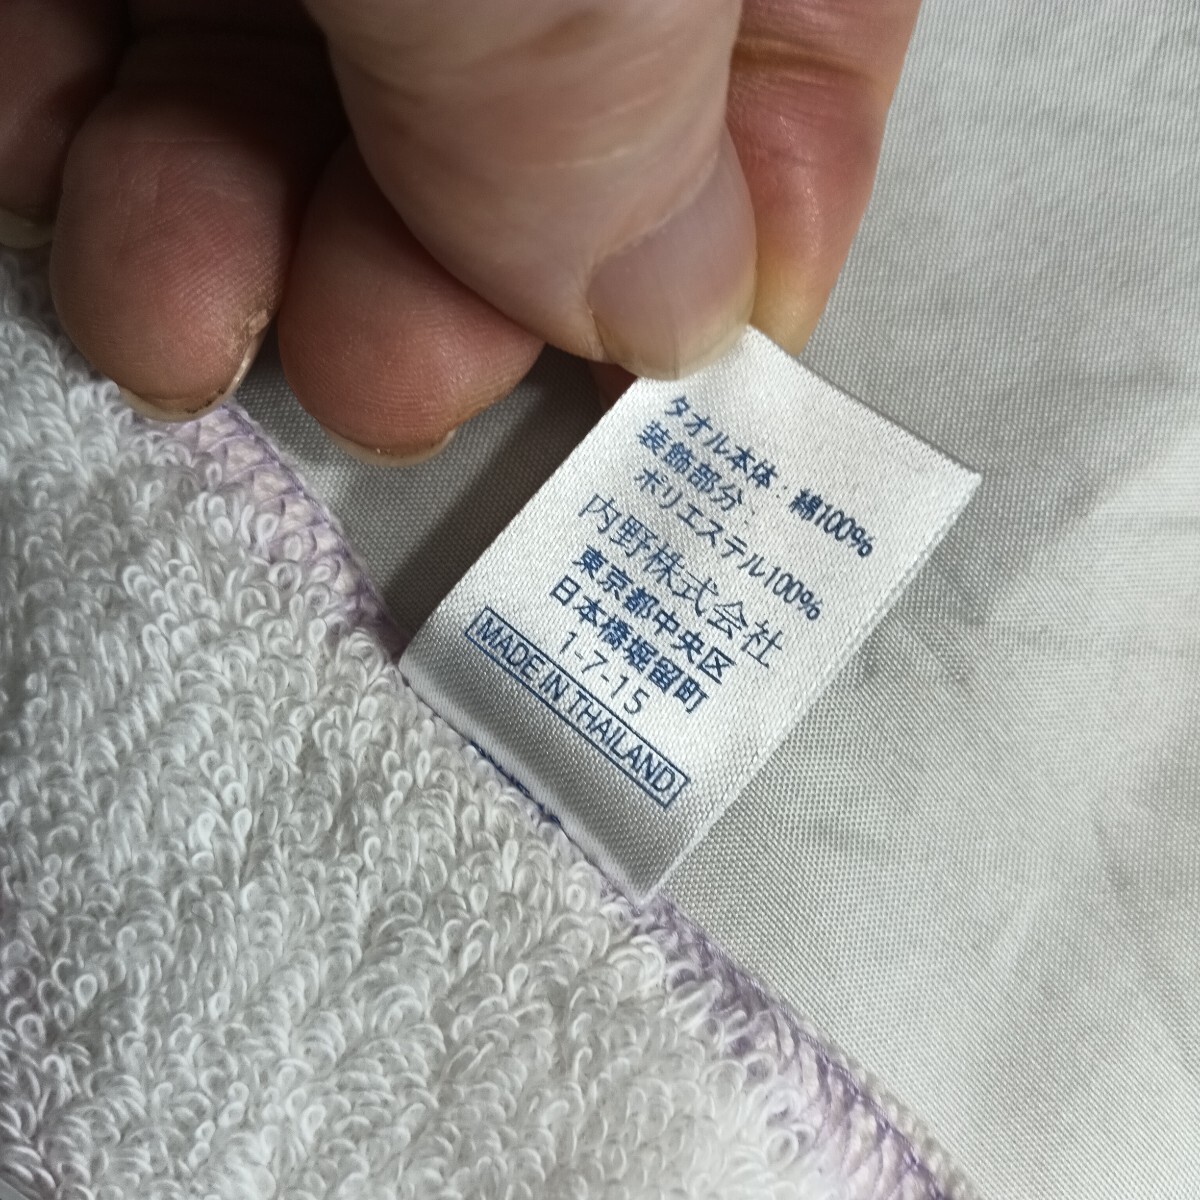 タオル本体：綿100%
装飾部分：
ポリエステル100%
内野株式会社
東京都中央区
日本橋堀留町
1-7-15
MADE IN THAILAND